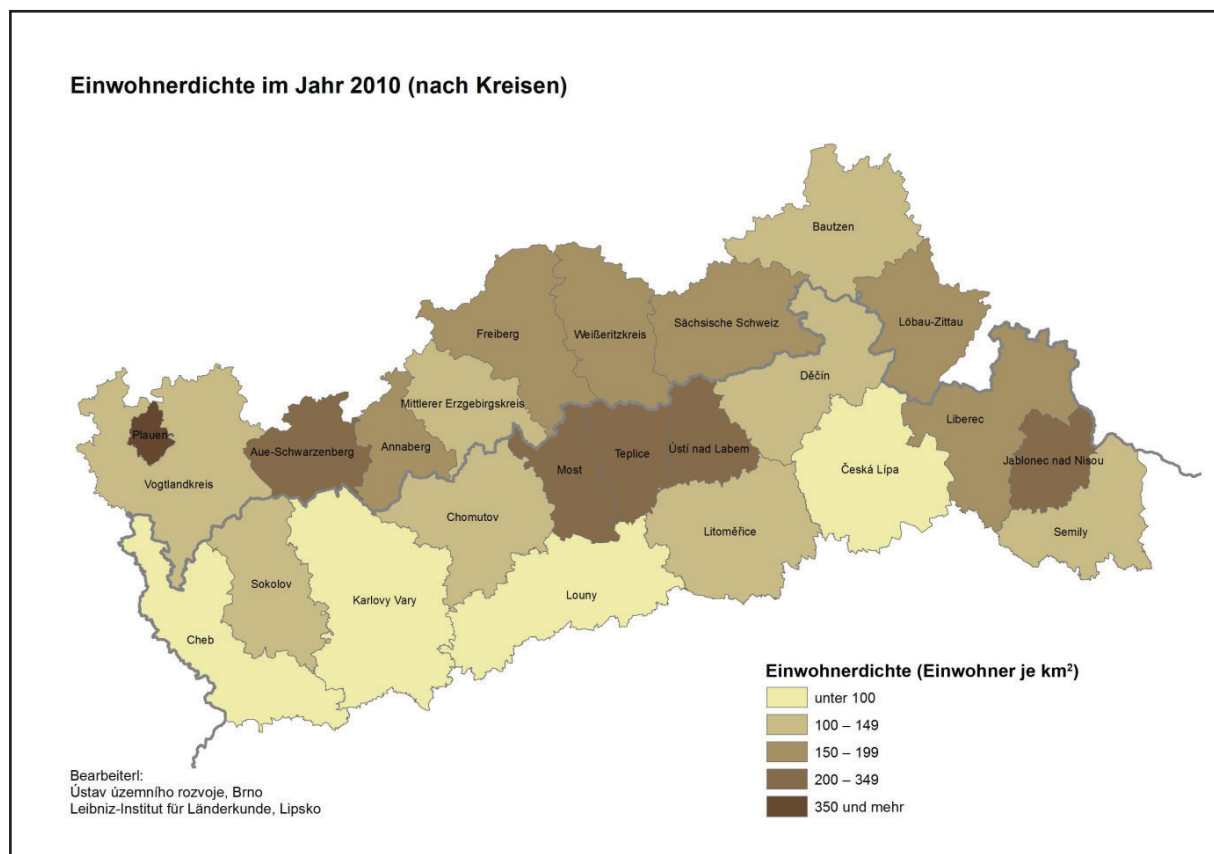 Einwohnerdichte im Jahr 2010 (nach Kreisen)
Bautzen
Löbau-Zittau
Sächsische Schweiz
Weißeritzkreis
Freiberg
Děčín
Mittlerer Erzgebirgskreis
Liberec
Plauen
Annaberg
Aue-Schwarzenberg
Ústí nad Labem
Teplice
Most
Česká Lípa
Jablonec nad Nisou
Vogtlandkreis
Chomutov
Litoměřice
Semily
Sokolov
Karlovy Vary
Louny
Cheb
Einwohnerdichte (Einwohner je km²)
unter 100
100 – 149
150 – 199
200 – 349
350 und mehr
Bearbeiterl:
Ústav územního rozvoje, Brno
Leibniz-Institut für Länderkunde, Lipsko